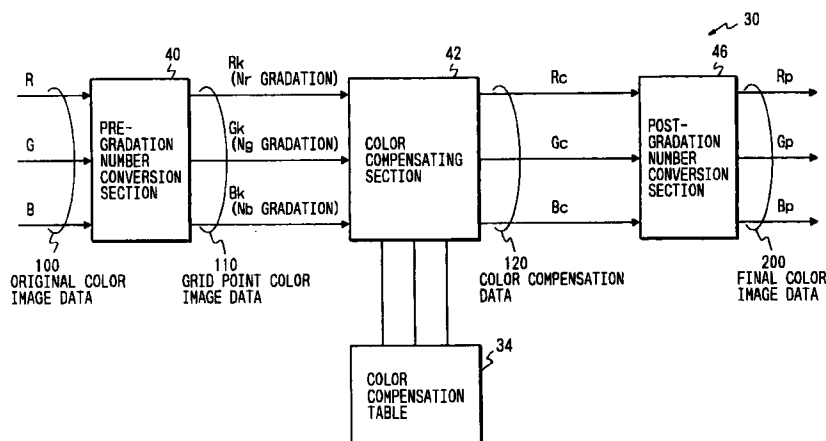 30
40
42
46
R
G
B
PRE-
GRADATION
NUMBER
CONVERSION
SECTION
Rk
(Nr GRADATION)
Gk
(Ng GRADATION)
Bk
(Nb GRADATION)
COLOR
COMPENSATING
SECTION
Rc
Gc
Bc
POST-
GRADATION
NUMBER
CONVERSION
SECTION
Rp
Gp
Bp
100
ORIGINAL COLOR
IMAGE DATA
110
GRID POINT COLOR
IMAGE DATA
120
COLOR COMPENSATION
DATA
200
FINAL COLOR
IMAGE DATA
34
COLOR
COMPENSATION
TABLE